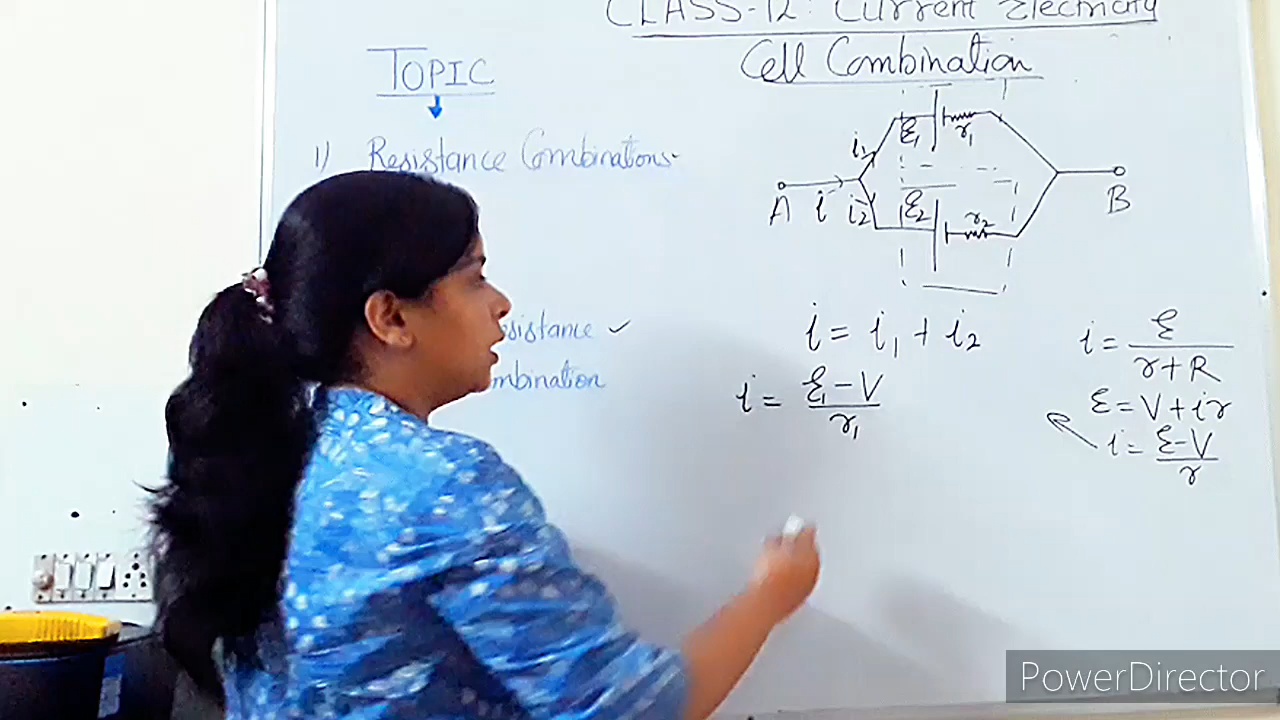 CLASS-12: Current Electricity
Cell Combination
TOPIC
1) Resistance Combinations
ε1 r1
i1
A i i2 ε2 r2 B
esistance ✓
mbination
i = i1 + i2
i = ε1 - V / r1
i = ε / r + R
ε = V + ir
i = ε - V / r
PowerDirector